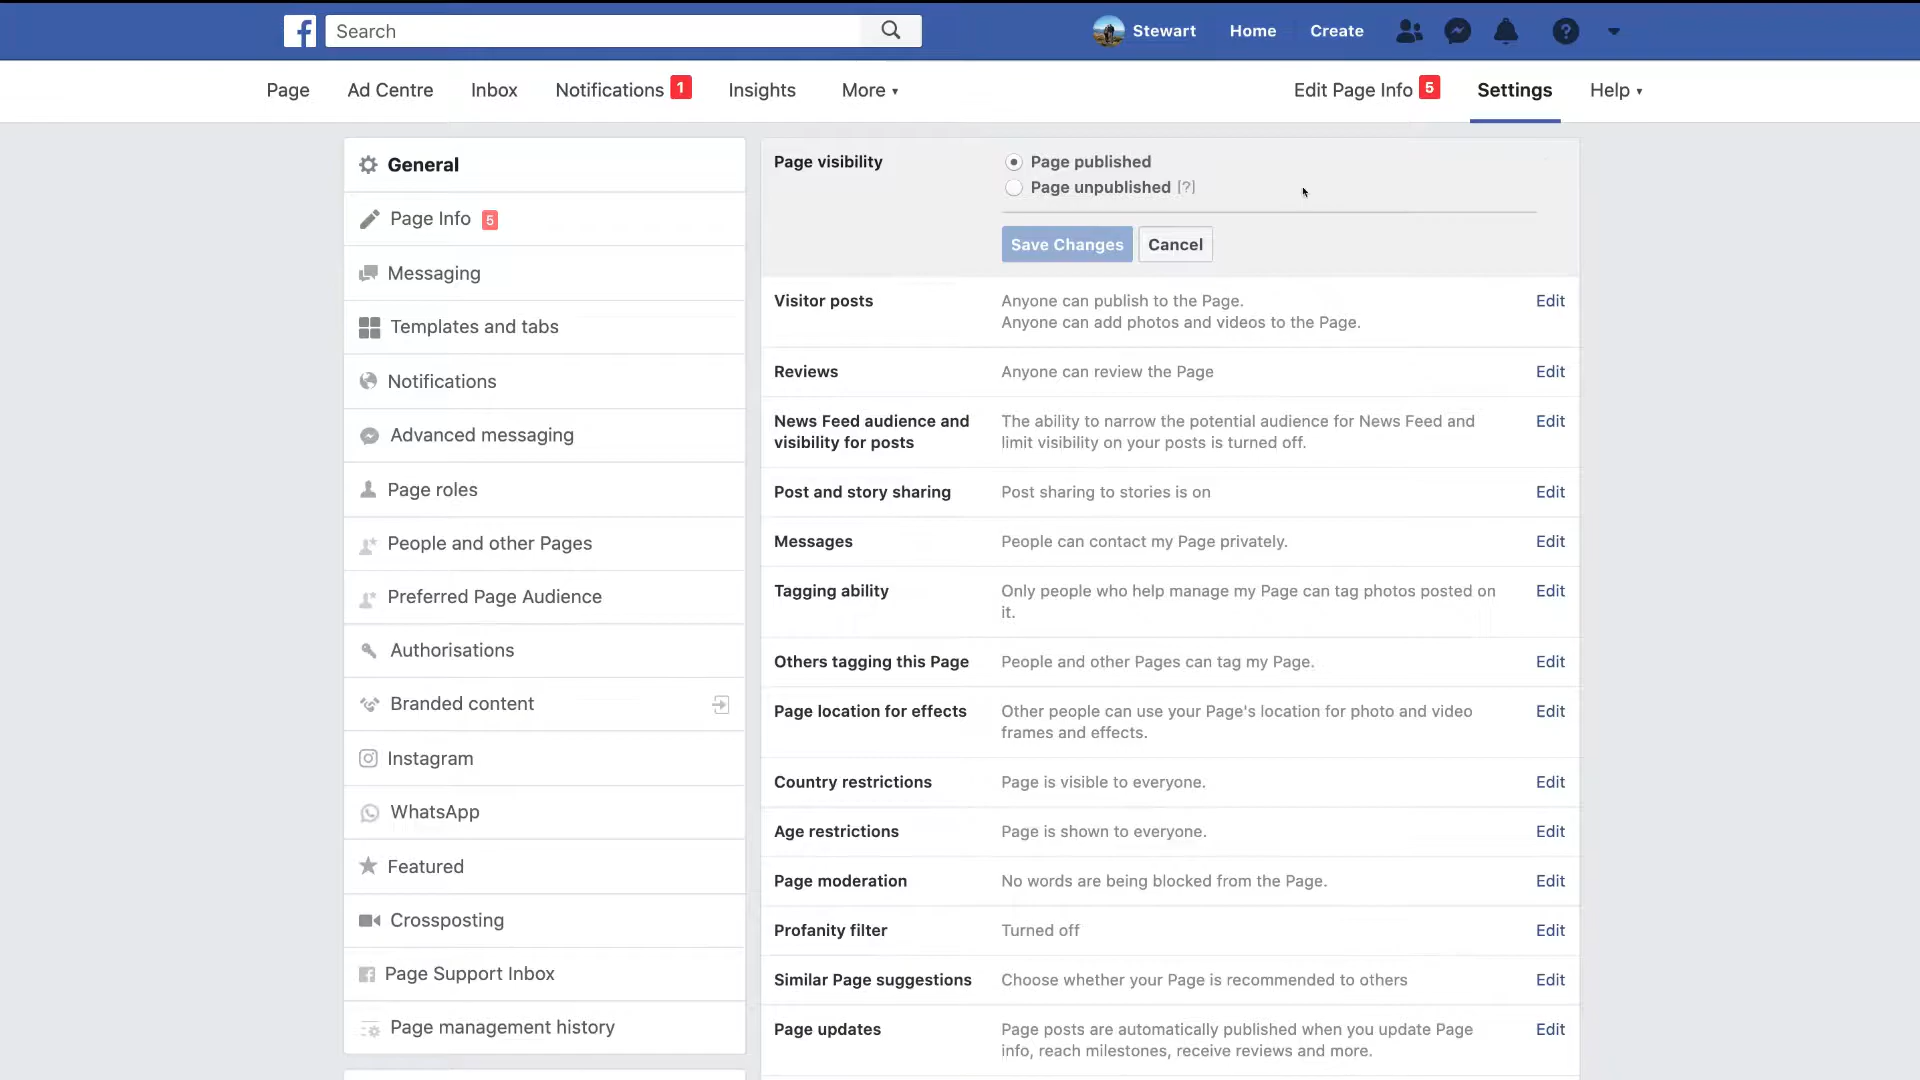 Search
Stewart
Home
Create
Page
Ad Centre
Inbox
Notifications 1
Insights
More
Edit Page Info 5
Settings
Help
General
Page Info 5
Messaging
Templates and tabs
Notifications
Advanced messaging
Page roles
People and other Pages
Preferred Page Audience
Authorisations
Branded content
Instagram
WhatsApp
Featured
Crossposting
Page Support Inbox
Page management history
Page visibility
Page published
Page unpublished [?]
Save Changes
Cancel
Visitor posts
Anyone can publish to the Page.
Anyone can add photos and videos to the Page.
Edit
Reviews
Anyone can review the Page
Edit
News Feed audience and
visibility for posts
The ability to narrow the potential audience for News Feed and
limit visibility on your posts is turned off.
Edit
Post and story sharing
Post sharing to stories is on
Edit
Messages
People can contact my Page privately.
Edit
Tagging ability
Only people who help manage my Page can tag photos posted on
it.
Edit
Others tagging this Page
People and other Pages can tag my Page.
Edit
Page location for effects
Other people can use your Page's location for photo and video
frames and effects.
Edit
Country restrictions
Page is visible to everyone.
Edit
Age restrictions
Page is shown to everyone.
Edit
Page moderation
No words are being blocked from the Page.
Edit
Profanity filter
Turned off
Edit
Similar Page suggestions
Choose whether your Page is recommended to others
Edit
Page updates
Page posts are automatically published when you update Page
info, reach milestones, receive reviews and more.
Edit